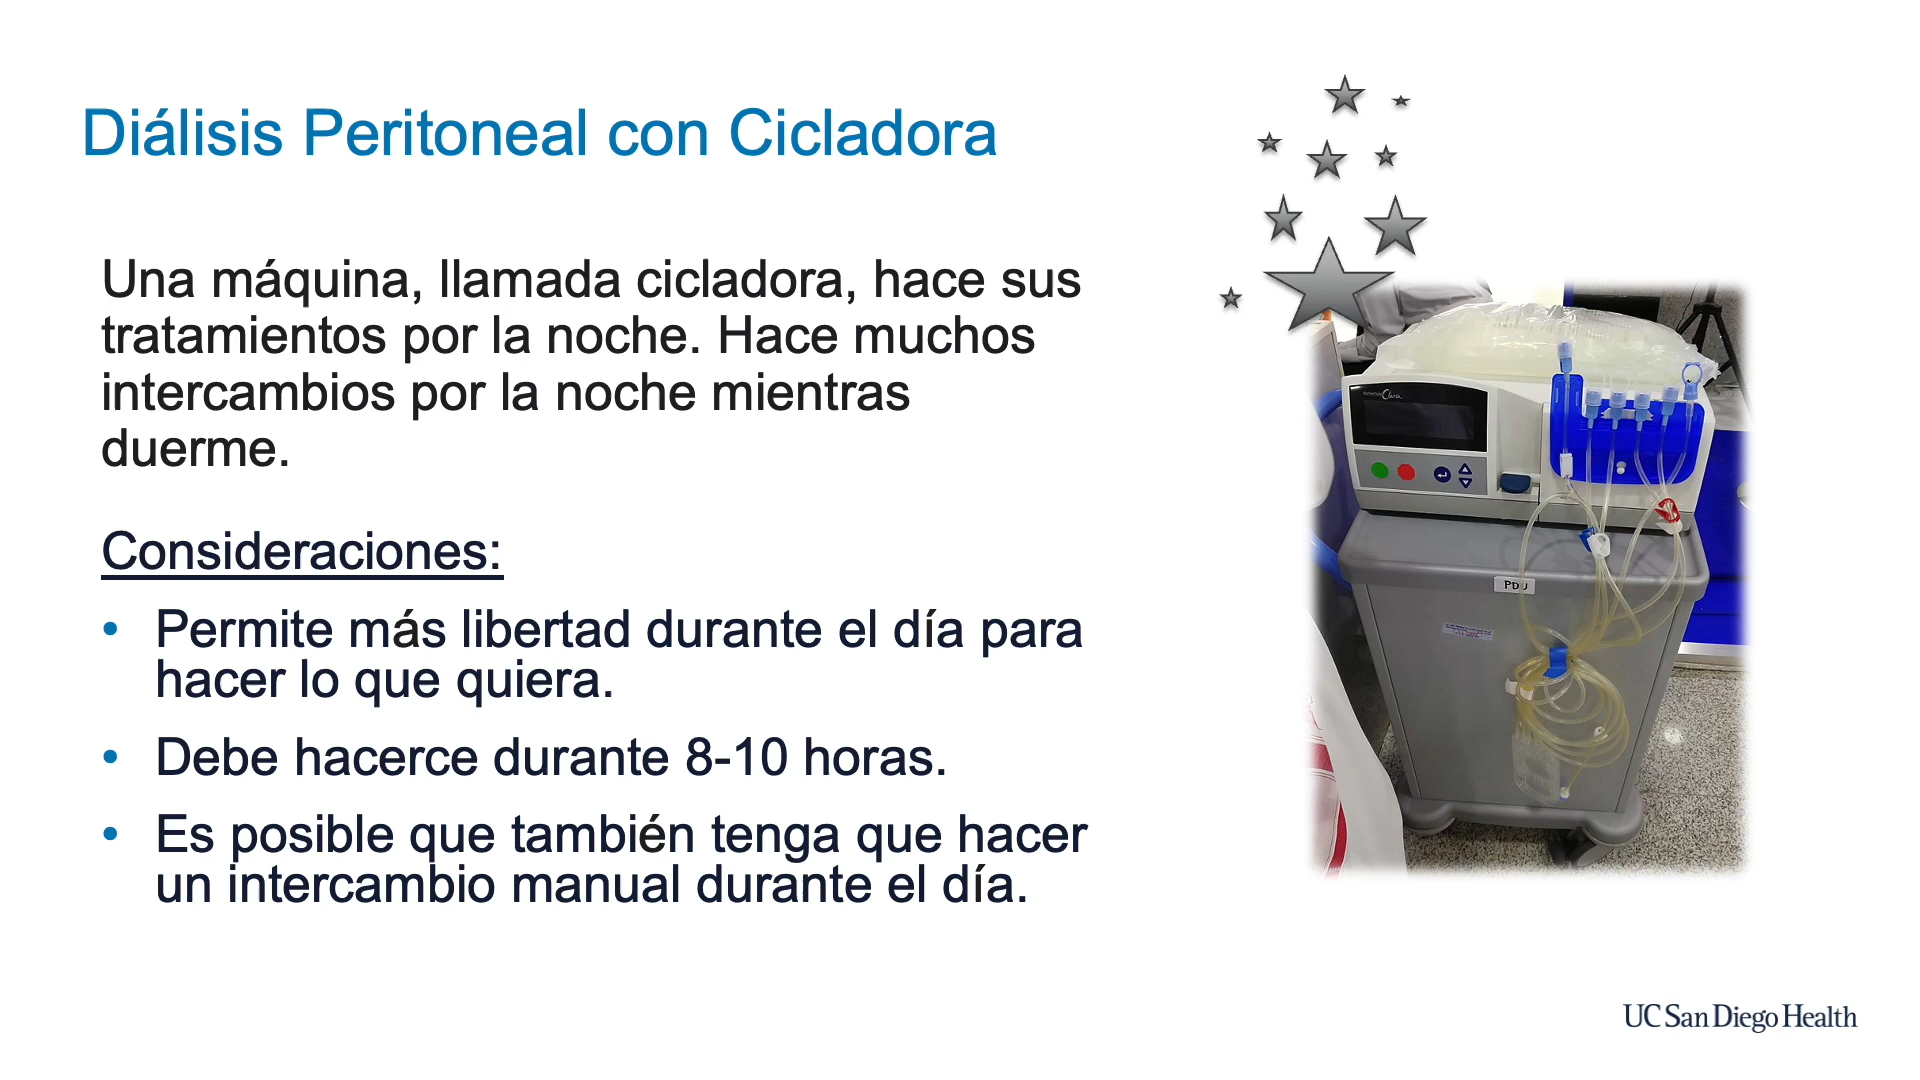 Diálisis Peritoneal con Cicladora
Una máquina, llamada cicladora, hace sus
tratamientos por la noche. Hace muchos
intercambios por la noche mientras
duerme.
Consideraciones:
• Permite más libertad durante el día para
hacer lo que quiera.
• Debe hacerce durante 8-10 horas.
• Es posible que también tenga que hacer
un intercambio manual durante el día.
Claria
PDU
UC San Diego Health